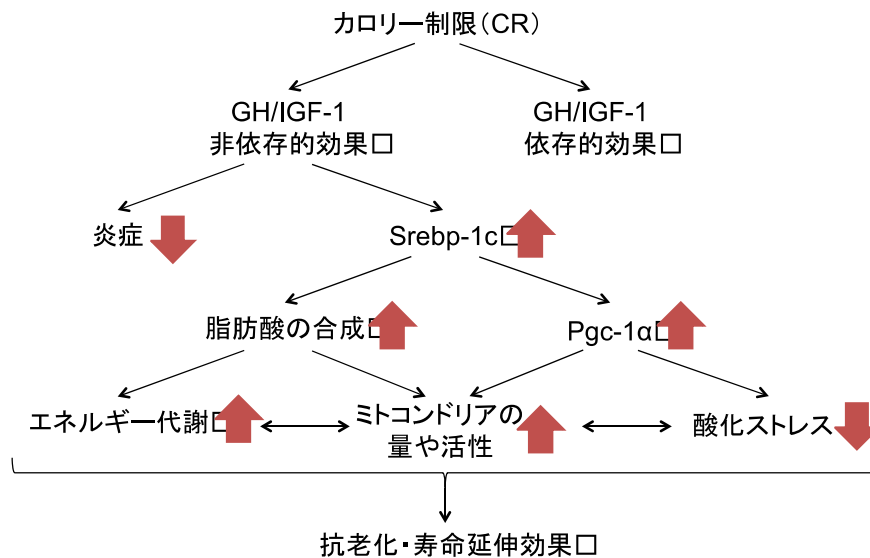 カロリー制限(CR)
GH/IGF-1
非依存的効果□
GH/IGF-1
依存的効果□
炎症
Srebp-1c□
脂肪酸の合成□
Pgc-1α□
エネルギー代謝□
ミトコンドリアの
量や活性
酸化ストレス
抗老化・寿命延伸効果□